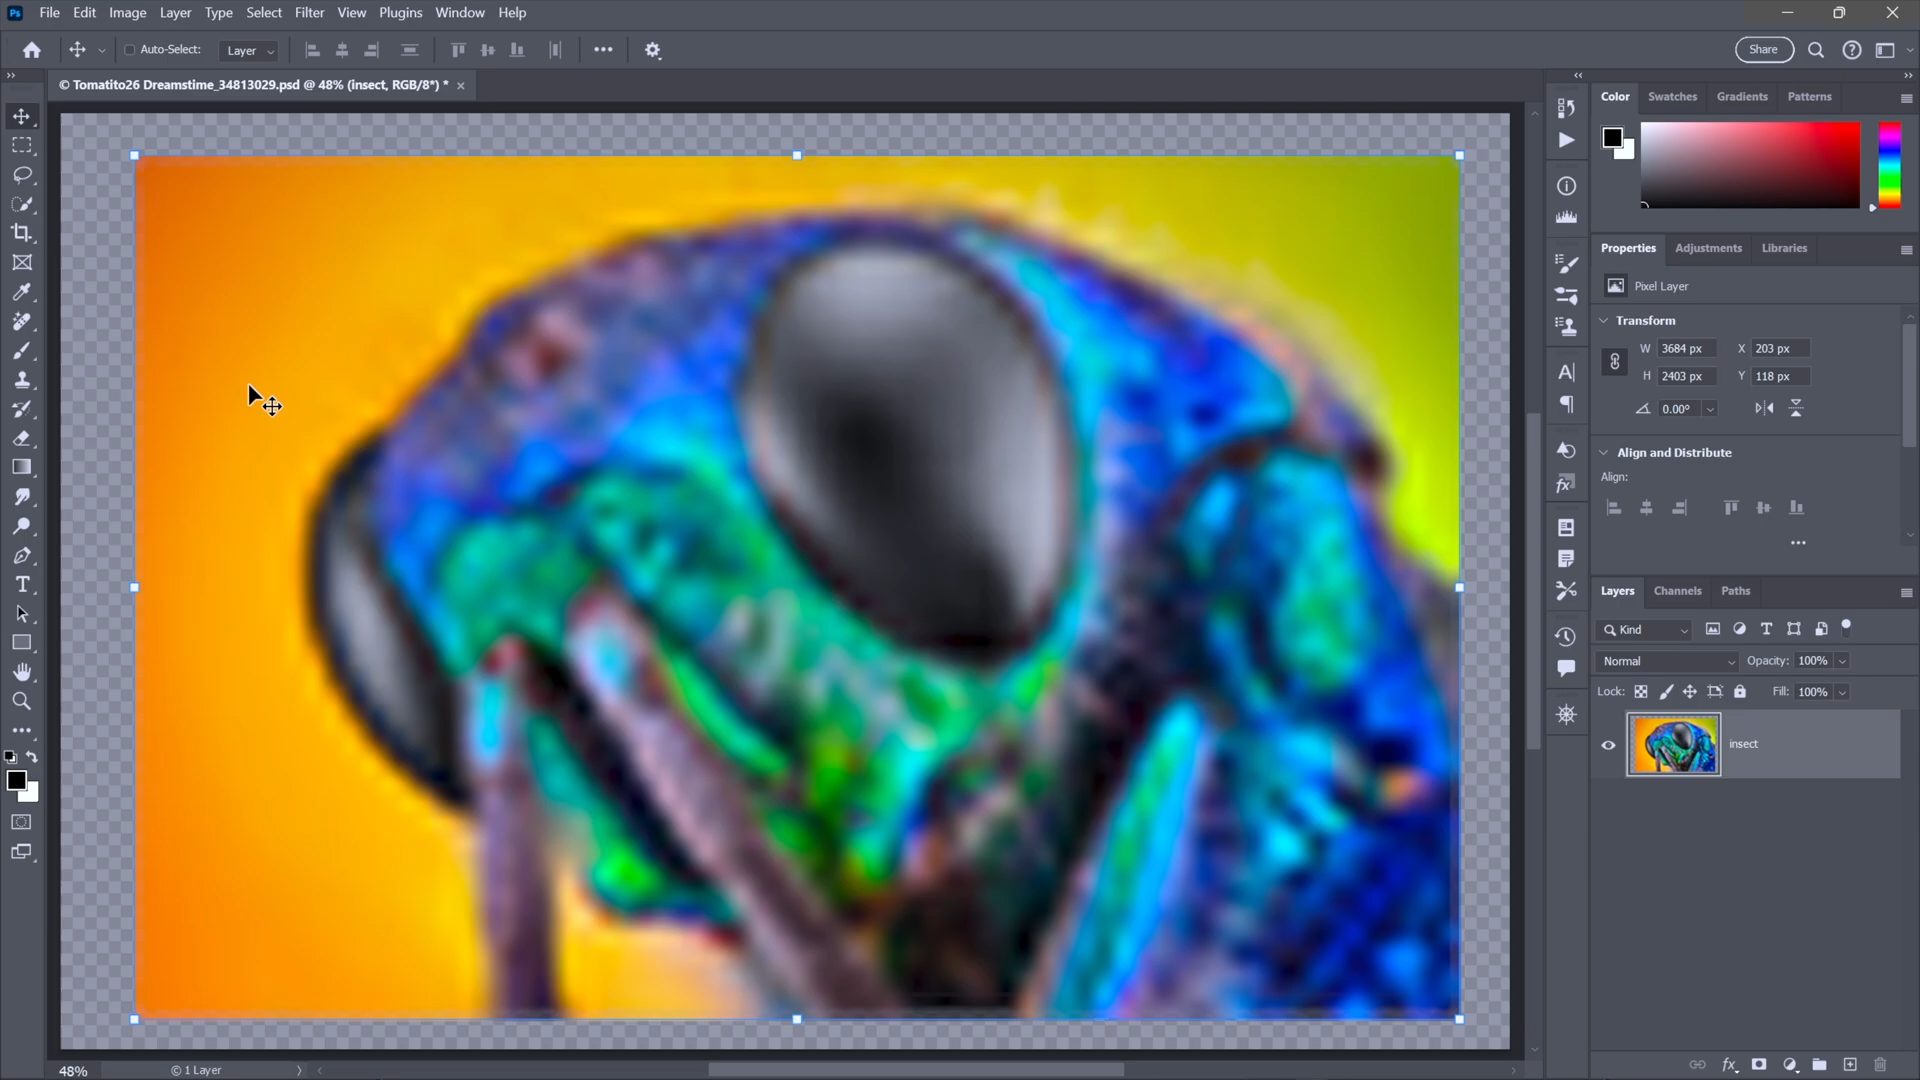 Ps File Edit Image Layer Type Select Filter View Plugins Window Help
Auto-Select: Layer Share
© Tomatito26 Dreamstime_34813029.psd @ 48% (insect, RGB/8*) *
Color Swatches Gradients Patterns
Properties Adjustments Libraries
Pixel Layer
Transform
W 3684 px X 203 px
H 2403 px Y 118 px
0.00°
Align and Distribute
Align:
Layers Channels Paths
Kind
Normal Opacity: 100%
Lock: Fill: 100%
insect
48% © 1 Layer